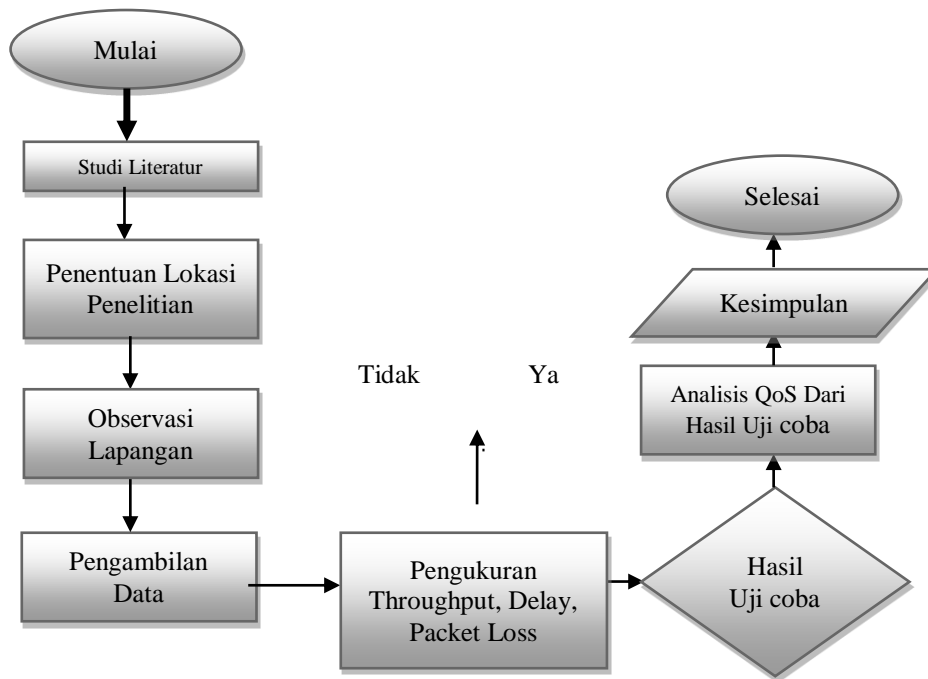 Mulai
Studi Literatur
Penentuan Lokasi
Penelitian
Observasi
Lapangan
Pengambilan
Data
Pengukuran
Throughput, Delay,
Packet Loss
Tidak
Ya
Hasil
Uji coba
Analisis QoS Dari
Hasil Uji coba
Kesimpulan
Selesai